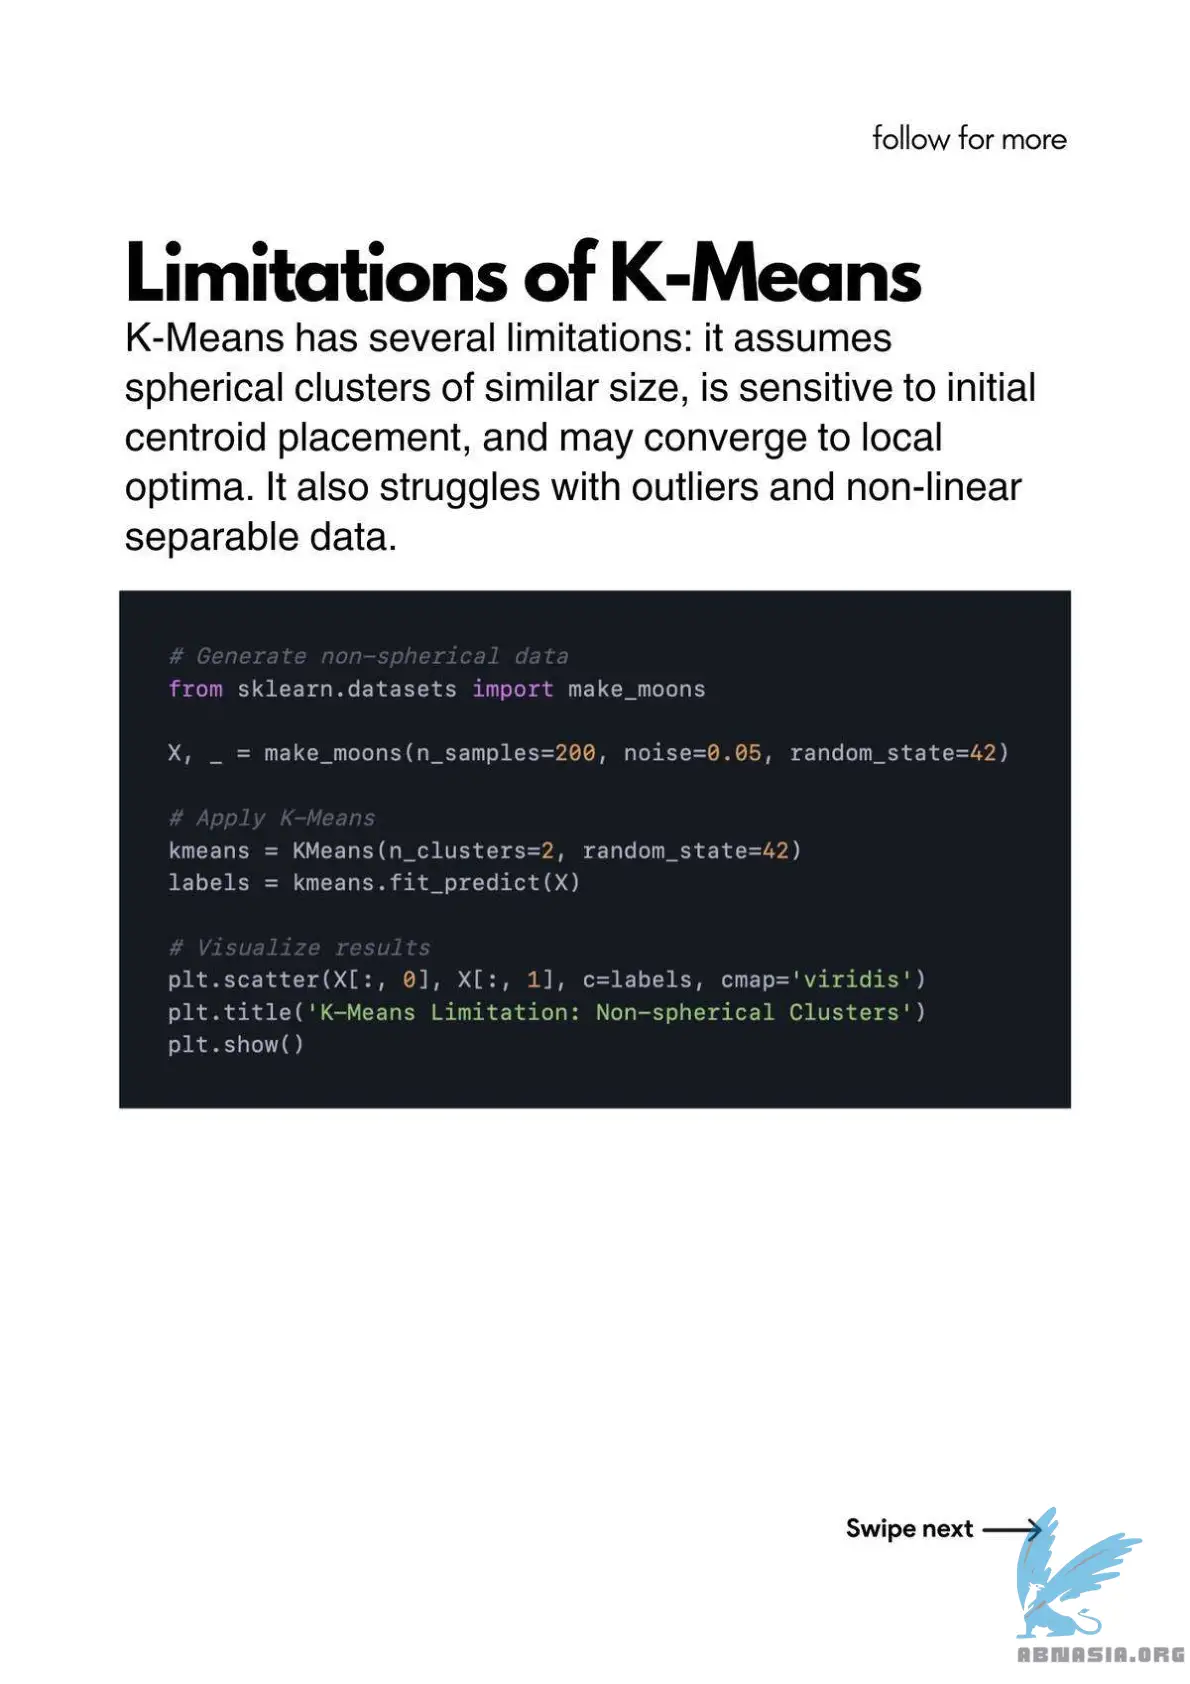 follow for more
Limitations of K-Means
K-Means has several limitations: it assumes
spherical clusters of similar size, is sensitive to initial
centroid placement, and may converge to local
optima. It also struggles with outliers and non-linear
separable data.
# Generate non-spherical data
from sklearn.datasets import make_moons
X, _ = make_moons(n_samples=200, noise=0.05, random_state=42)
# Apply K-Means
kmeans = KMeans(n_clusters=2, random_state=42)
labels = kmeans.fit_predict(X)
# Visualize results
plt.scatter(X[:, 0], X[:, 1], c=labels, cmap='viridis')
plt.title('K-Means Limitation: Non-spherical Clusters')
plt.show()
Swipe next
ABNASIA.ORG